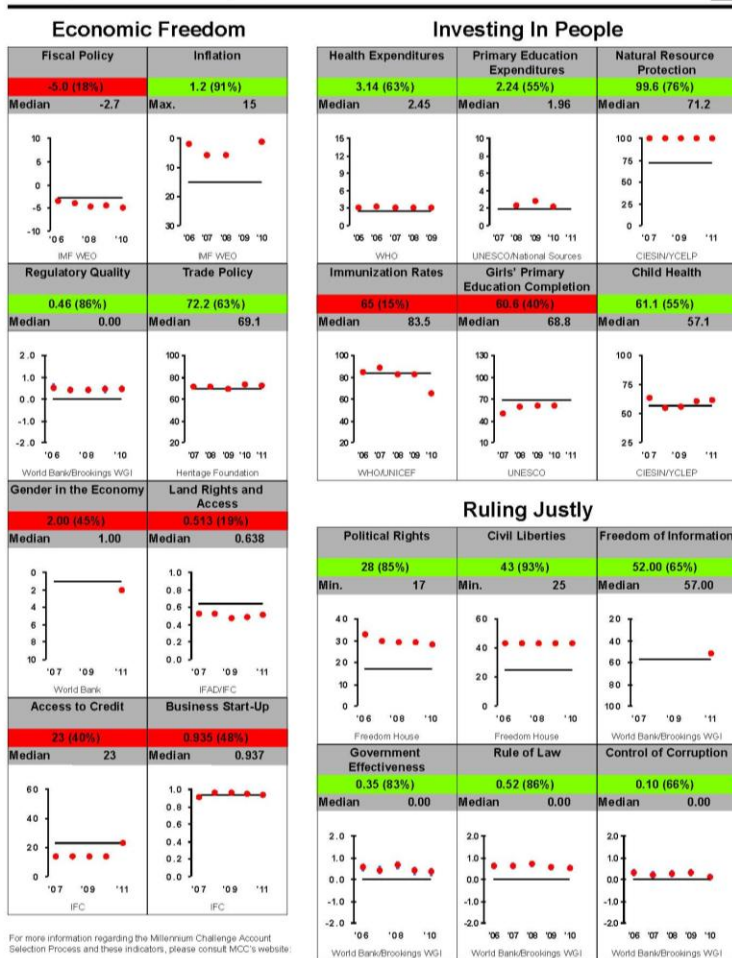 Economic Freedom
Fiscal Policy
-5.0 (18%)
Median -2.7
10
5
0
-5
-10
'06 '08 '10
IMF WEO
Inflation
1.2 (91%)
Max. 15
0
10
20
30
'06 '07 '08 '10
IMF WEO
Regulatory Quality
0.46 (86%)
Median 0.00
2.0
1.0
0.0
-1.0
-2.0
'06 '08 '10
World Bank/Brookings WGI
Trade Policy
72.2 (63%)
Median 69.1
100
80
60
40
20
'07 '08 '09 '10 '11
Heritage Foundation
Gender in the Economy
2.00 (45%)
Median 1.00
0
2
4
6
8
10
'07 '09 '11
World Bank
Land Rights and
Access
0.513 (19%)
Median 0.638
1.0
0.8
0.6
0.4
0.2
0.0
'07 '09 '11
IFAD/IFC
Access to Credit
23 (40%)
Median 23
60
40
20
0
'07 '09 '11
IFC
Business Start-Up
0.935 (48%)
Median 0.937
1.0
0.8
0.6
0.4
0.2
0.0
'07 '09 '11
IFC
For more information regarding the Millennium Challenge Account
Selection Process and these indicators, please consult MCC's website:
Investing In People
Health Expenditures
3.14 (63%)
Median 2.45
15
12
9
6
3
0
'05 '06 '07 '08 '09
WHO
Primary Education
Expenditures
2.24 (55%)
Median 1.96
10
8
6
4
2
0
'07 '08 '09 '10 '11
UNESCO/National Sources
Natural Resource
Protection
99.6 (76%)
Median 71.2
100
75
50
25
0
'07 '09 '11
CIESIN/YCELP
Immunization Rates
65 (15%)
Median 83.5
100
80
60
40
20
'06 '07 '08 '09 '10
WHO/UNICEF
Girls' Primary
Education Completion
60.8 (40%)
Median 68.8
130
100
70
40
10
'07 '08 '09 '10 '11
UNESCO
Child Health
61.1 (55%)
Median 57.1
100
75
50
25
'07 '09 '11
CIESIN/YCLEP
Ruling Justly
Political Rights
28 (85%)
Min. 17
40
30
20
10
0
'06 '08 '10
Freedom House
Civil Liberties
43 (93%)
Min. 25
60
40
20
0
'06 '08 '10
Freedom House
Freedom of Information
52.00 (65%)
Median 57.00
20
40
60
80
100
'07 '09 '11
World Bank/Brookings WGI
Government
Effectiveness
0.35 (83%)
Median 0.00
2.0
1.0
0.0
-1.0
-2.0
'06 '08 '10
World Bank/Brookings WGI
Rule of Law
0.52 (86%)
Median 0.00
2.0
1.0
0.0
-1.0
-2.0
'06 '07 '08 '09 '10
World Bank/Brookings WGI
Control of Corruption
0.10 (66%)
Median 0.00
2.0
1.0
0.0
-1.0
-2.0
'06 '07 '08 '09 '10
World Bank/Brookings WGI